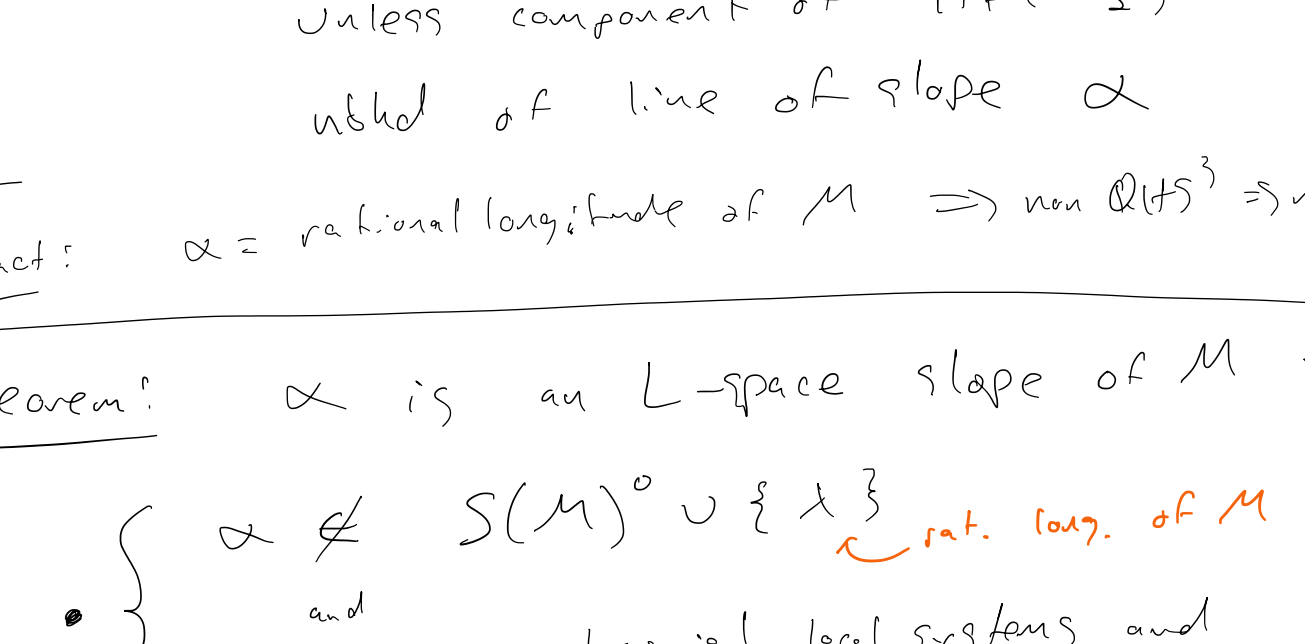 Unless component of
nbhd of line of slope α
act: α = rational longitude of M ⇒ non QHS³ ⇒
eorem: α is an L-space slope of M
• { α ∉ S(M)° ∪ { λ } rat. long. of M
and local systems and